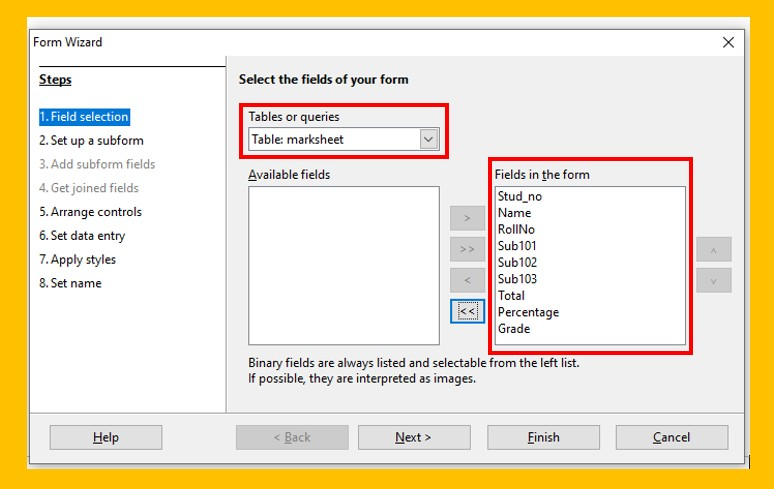 Form Wizard
Steps
1. Field selection
2. Set up a subform
3. Add subform fields
4. Get joined fields
5. Arrange controls
6. Set data entry
7. Apply styles
8. Set name
Select the fields of your form
Tables or queries
Table: marksheet
Available fields
>
>>
<
<<
Fields in the form
Stud_no
Name
RollNo
Sub101
Sub102
Sub103
Total
Percentage
Grade
^
v
Binary fields are always listed and selectable from the left list.
If possible, they are interpreted as images.
Help
< Back
Next >
Finish
Cancel